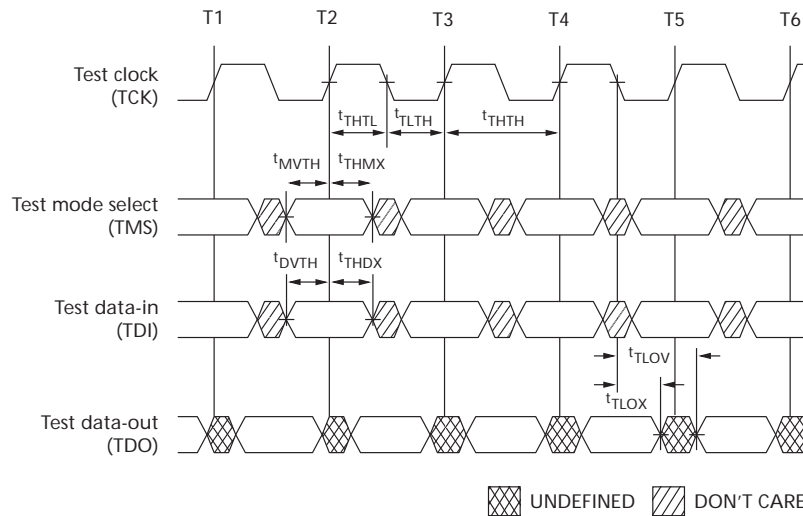 T1 T2 T3 T4 T5 T6
Test clock
(TCK)
tTHTL tTLTH tTHTH
tMVTH tTHMX
Test mode select
(TMS)
tDVTH tTHDX
Test data-in
(TDI)
tTLOV
tTLOX
Test data-out
(TDO)
UNDEFINED DON'T CARE